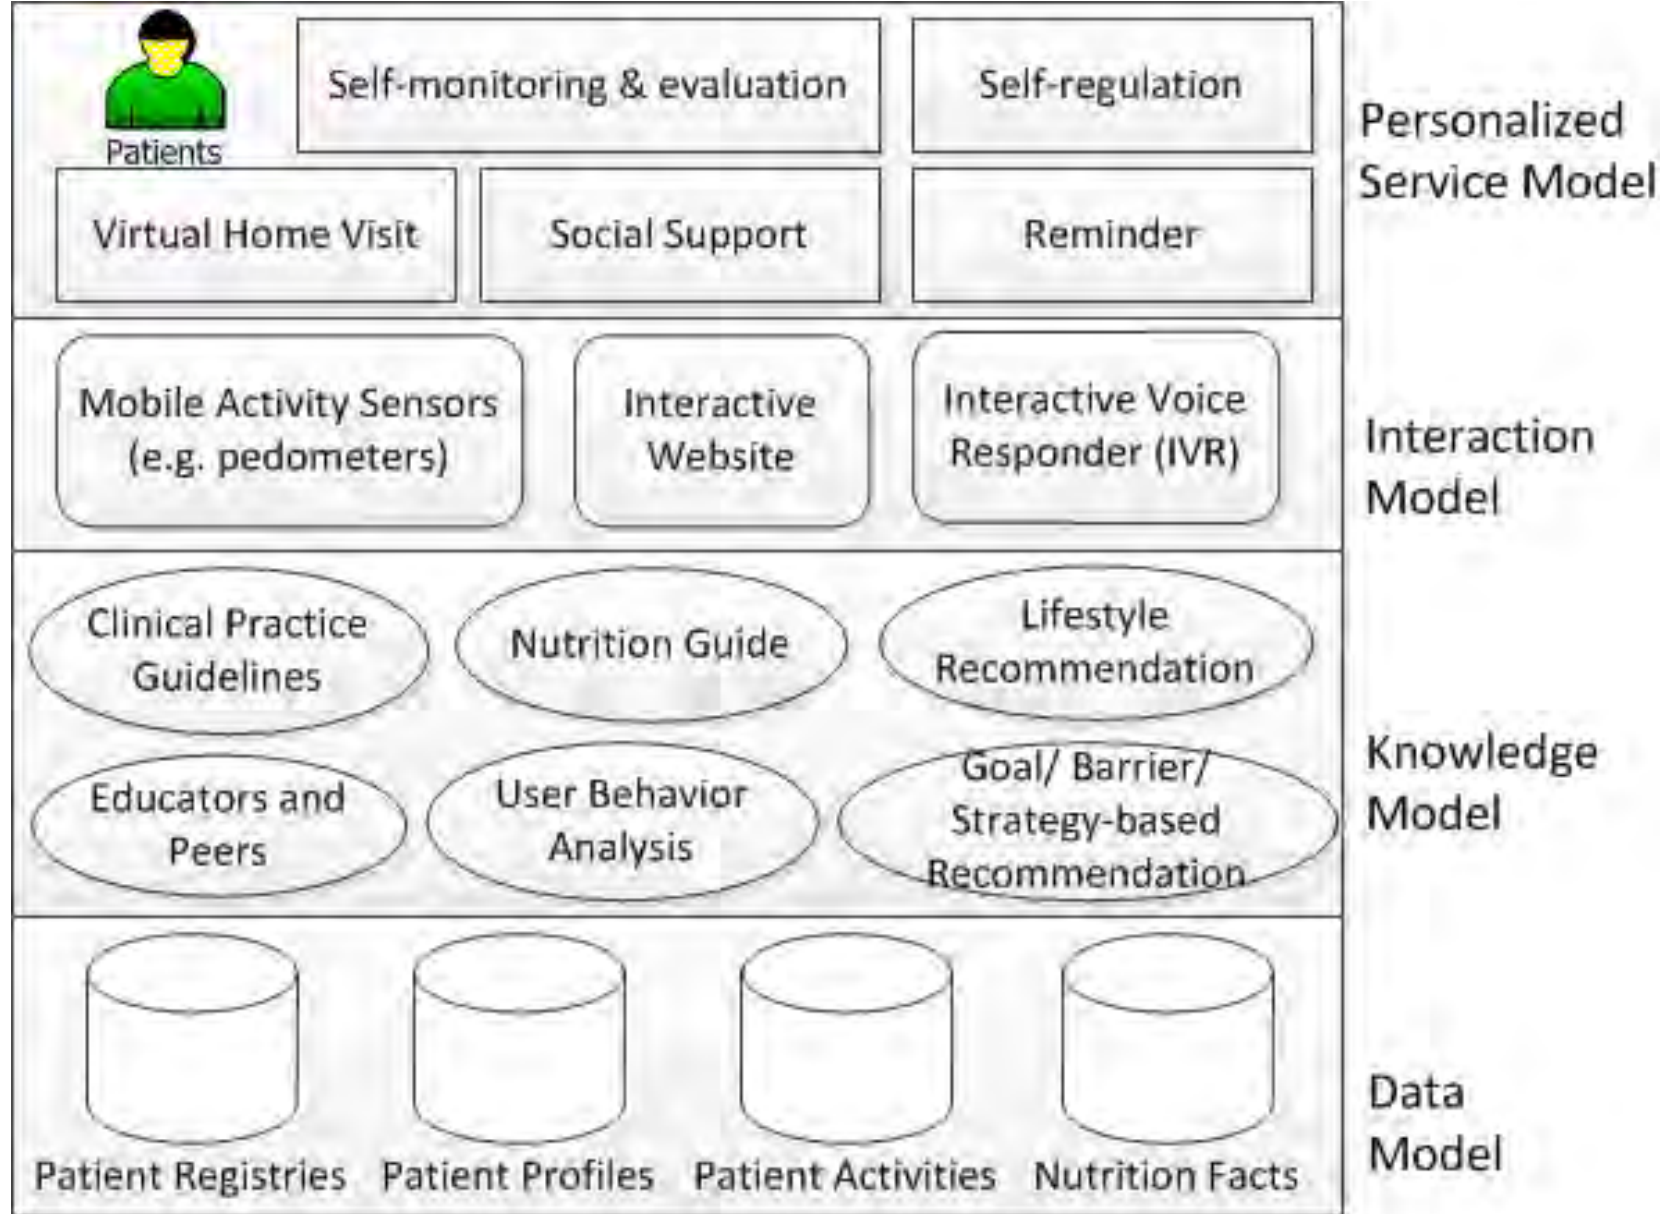 Patients
Self-monitoring & evaluation
Self-regulation
Virtual Home Visit
Social Support
Reminder
Personalized
Service Model
Mobile Activity Sensors
(e.g. pedometers)
Interactive
Website
Interactive Voice
Responder (IVR)
Interaction
Model
Clinical Practice
Guidelines
Nutrition Guide
Lifestyle
Recommendation
Educators and
Peers
User Behavior
Analysis
Goal/ Barrier/
Strategy-based
Recommendation
Knowledge
Model
Patient Registries
Patient Profiles
Patient Activities
Nutrition Facts
Data
Model